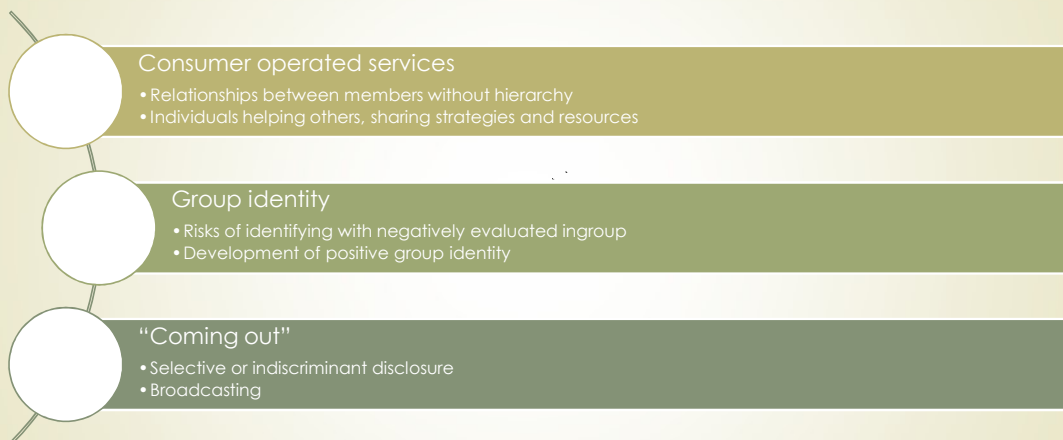 Consumer operated services
•Relationships between members without hierarchy
•Individuals helping others, sharing strategies and resources
Group identity
•Risks of identifying with negatively evaluated ingroup
•Development of positive group identity
“Coming out”
•Selective or indiscriminant disclosure
•Broadcasting